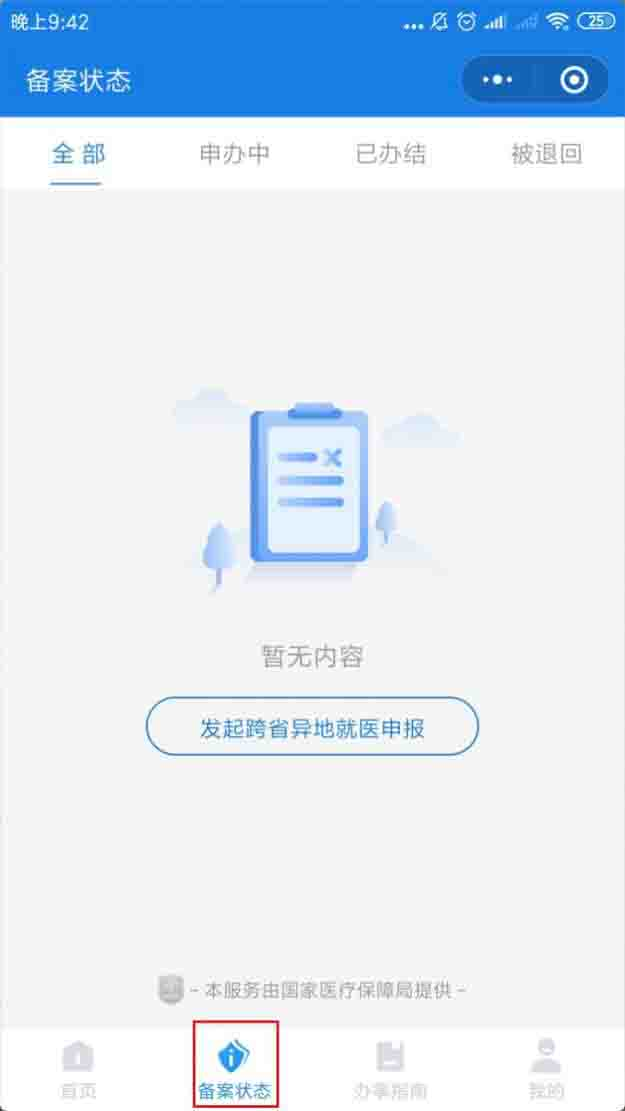 晚上9:42
25
备案状态
全部 申办中 已办结 被退回
暂无内容
发起跨省异地就医申报
- 本服务由国家医疗保障局提供 -
首页 备案状态 办事指南 我的